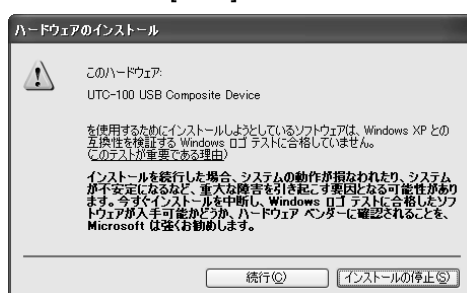 ハードウェアのインストール
このハードウェア:
UTC-100 USB Composite Device
を使用するためにインストールしようとしているソフトウェアは、Windows XP との
互換性を検証する Windows ロゴ テストに合格していません。
(このテストが重要である理由)
インストールを続行した場合、システムの動作が損なわれたり、システム
が不安定になるなど、重大な障害を引き起こす要因となる可能性があり
ます。今すぐインストールを中断し、Windows ロゴ テストに合格したソフ
トウェアが入手可能かどうか、ハードウェア ベンダーに確認されることを、
Microsoft は強くお勧めします。
続行(C) インストールの停止(S)